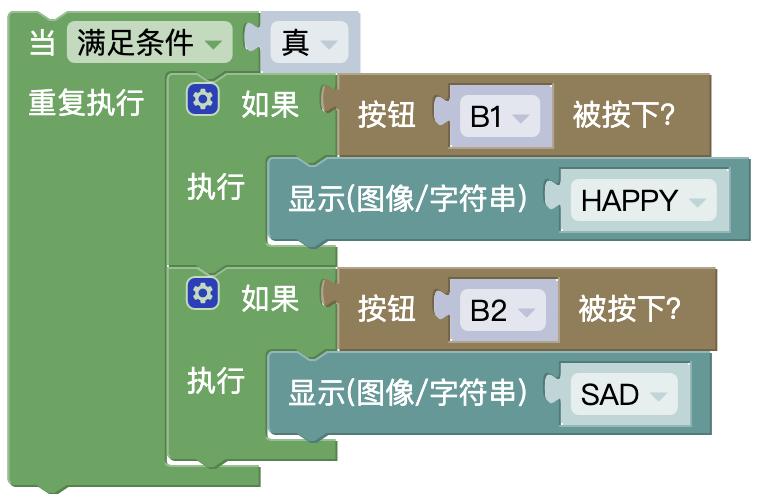 当 满足条件 真
重复执行 如果 按钮 B1 被按下?
执行 显示(图像/字符串) HAPPY
如果 按钮 B2 被按下?
执行 显示(图像/字符串) SAD